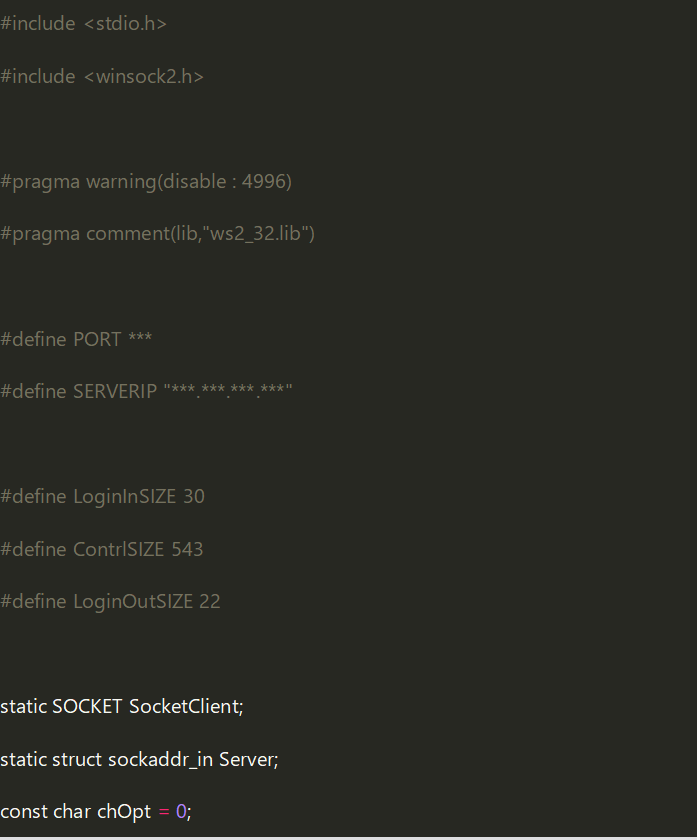 #include <stdio.h>
#include <winsock2.h>
#pragma warning(disable : 4996)
#pragma comment(lib,"ws2_32.lib")
#define PORT ***
#define SERVERIP "***.***.***.***"
#define LoginInSIZE 30
#define ContrlSIZE 543
#define LoginOutSIZE 22
static SOCKET SocketClient;
static struct sockaddr_in Server;
const char chOpt = 0;